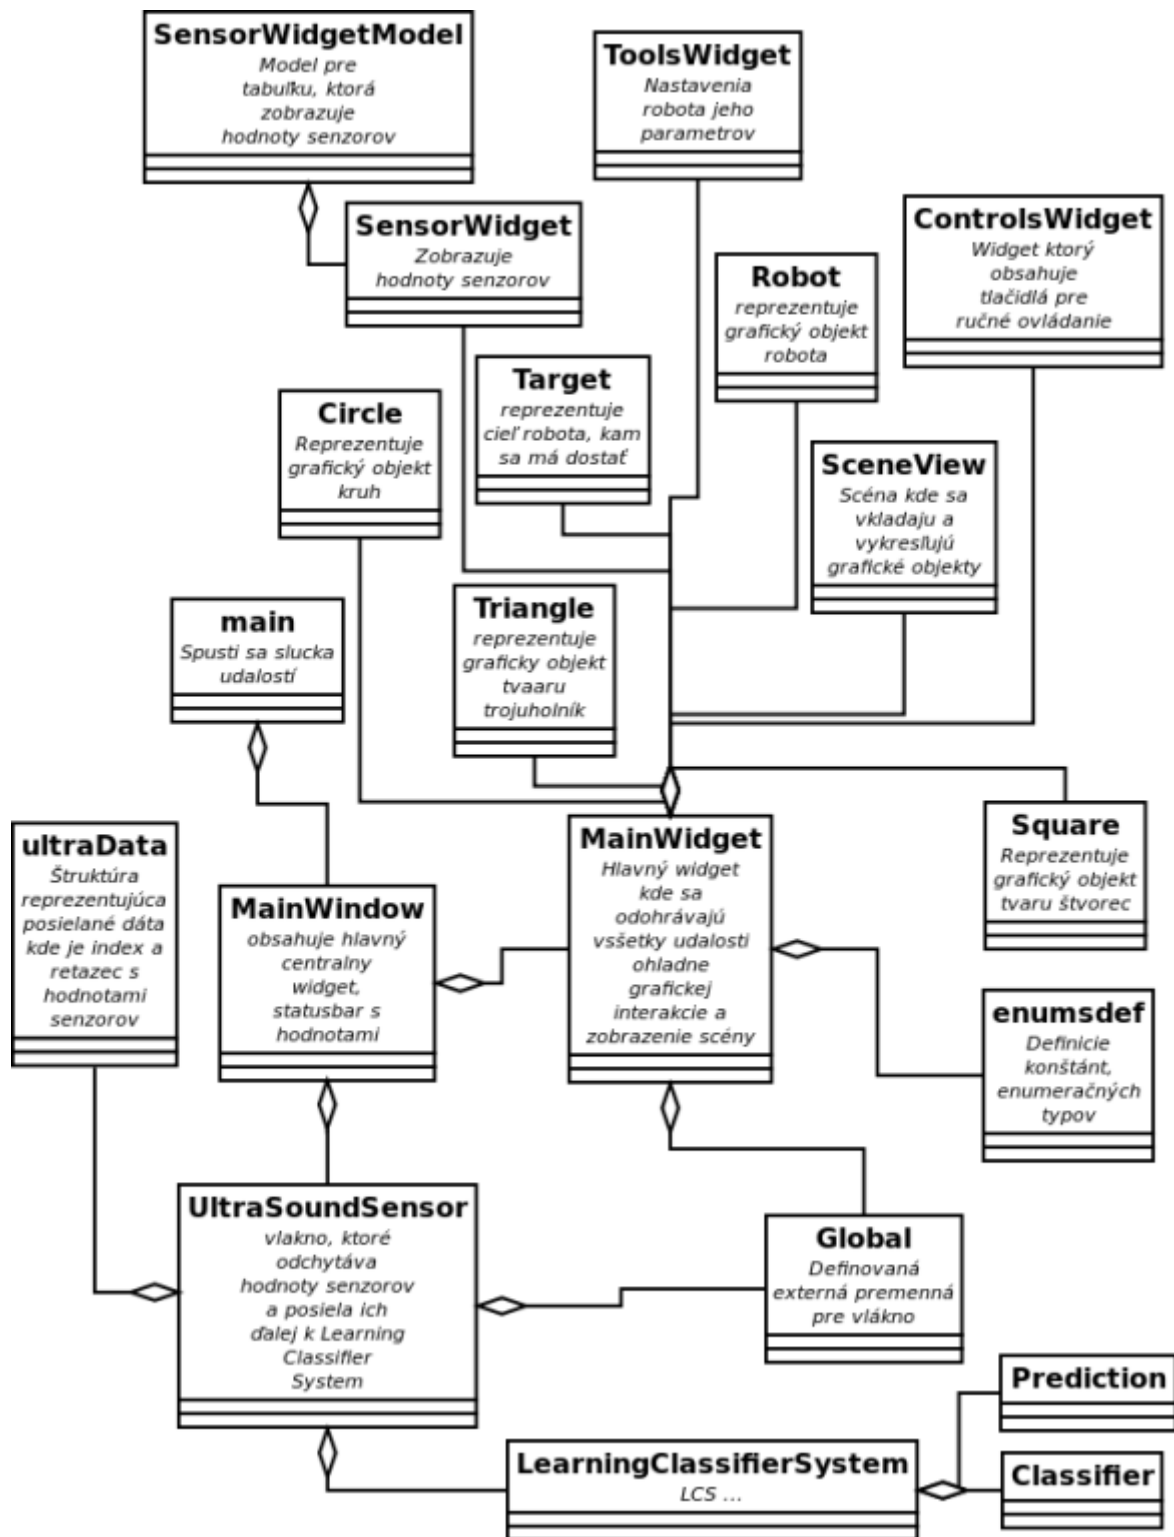 SensorWidgetModel
Model pre
tabuľku, ktorá
zobrazuje
hodnoty senzorov
ToolsWidget
Nastavenia
robota jeho
parametrov
SensorWidget
Zobrazuje
hodnoty senzorov
ControlsWidget
Widget ktorý
obsahuje
tlačidlá pre
ručné ovládanie
Robot
reprezentuje
grafický objekt
robota
Target
reprezentuje
cieľ robota, kam
sa má dostať
Circle
Reprezentuje
grafický objekt
kruh
SceneView
Scéna kde sa
vkladaju a
vykresľujú
grafické objekty
Triangle
reprezentuje
graficky objekt
tvaaru
trojuholník
main
Spusti sa slucka
udalostí
ultraData
Štruktúra
reprezentujúca
posielané dáta
kde je index a
retazec s
hodnotami
senzorov
MainWindow
obsahuje hlavný
centralny
widget,
statusbar s
hodnotami
MainWidget
Hlavný widget
kde sa
odohrávajú
vsšetky udalosti
ohladne
grafickej
interakcie a
zobrazenie scény
Square
Reprezentuje
grafický objekt
tvaru štvorec
enumsdef
Definicie
konštánt,
enumeračných
typov
UltraSoundSensor
vlakno, ktoré
odchytáva
hodnoty senzorov
a posiela ich
ďalej k Learning
Classifier
System
Global
Definovaná
externá premenná
pre vlákno
Prediction
LearningClassifierSystem
LCS ...
Classifier